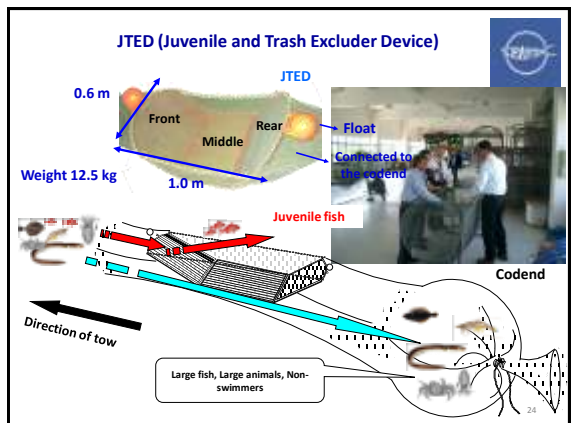 JTED (Juvenile and Trash Excluder Device)
JTED
0.6 m
Front
Rear
Float
Middle
Connected to
the codend
Weight 12.5 kg
1.0 m
Juvenile fish
Codend
Direction of tow
Large fish, Large animals, Non-
swimmers
24